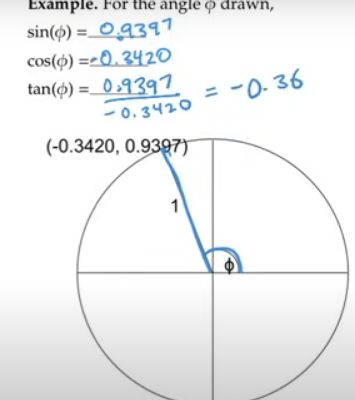 Example. For the angle ϕ drawn,
sin(ϕ) = 0.9397
cos(ϕ) = -0.3420
tan(ϕ) = 0.9397 / -0.3420 = -0.36
(-0.3420, 0.9397)
1
ϕ